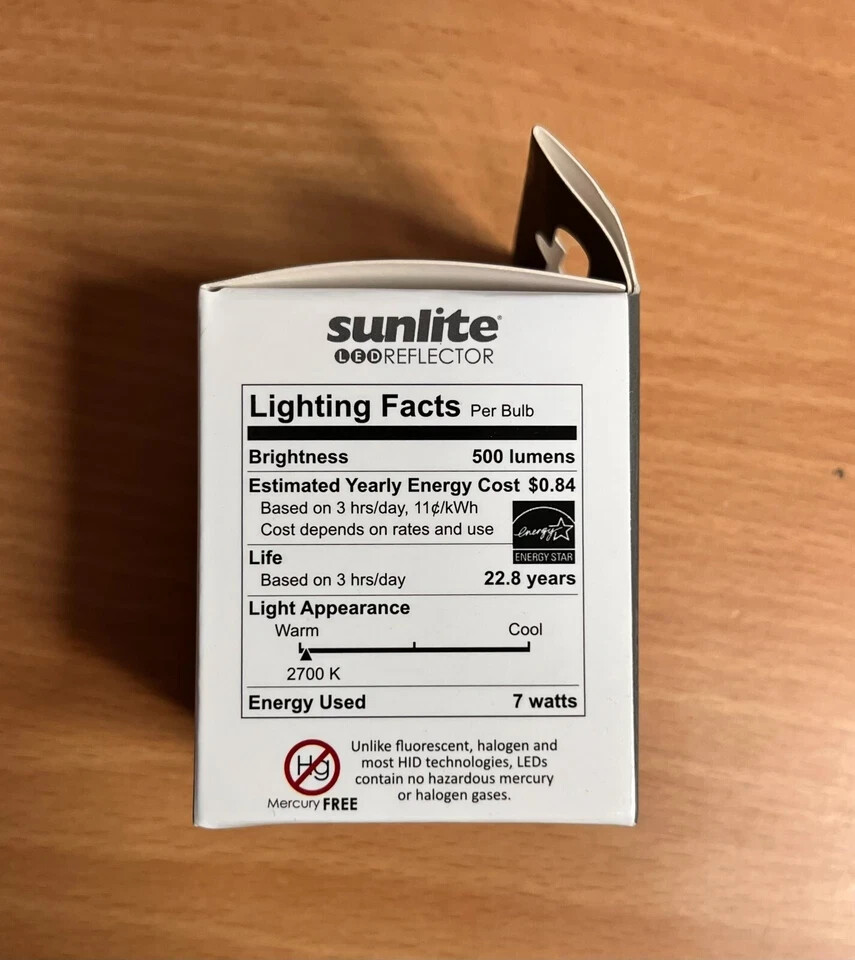 sunlite®
LED REFLECTOR
Lighting Facts Per Bulb
Brightness 500 lumens
Estimated Yearly Energy Cost $0.84
Based on 3 hrs/day, 11¢/kWh
Cost depends on rates and use
energy
ENERGY STAR
Life
Based on 3 hrs/day 22.8 years
Light Appearance
Warm Cool
2700 K
Energy Used 7 watts
Hg
Mercury FREE
Unlike fluorescent, halogen and
most HID technologies, LEDs
contain no hazardous mercury
or halogen gases.